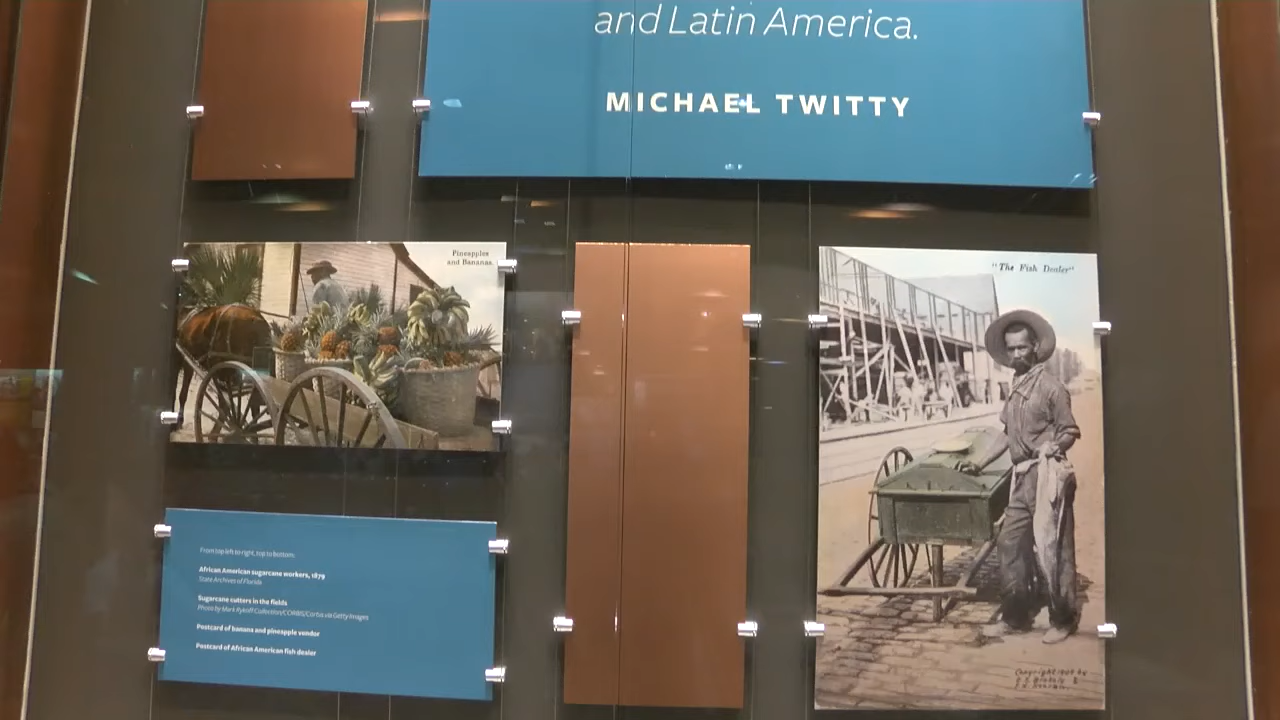 and Latin America.
MICHAEL TWITTY
Pineapples
and Bananas.
"The Fish Dealer"
From top left to right, top to bottom:
African American sugarcane workers, 1879
State Archives of Florida
Sugarcane cutters in the fields
Photo by Mark Rykoff Collection/CORBIS/Corbis via Getty Images
Postcard of banana and pineapple vendor
Postcard of African American fish dealer
Copyright by